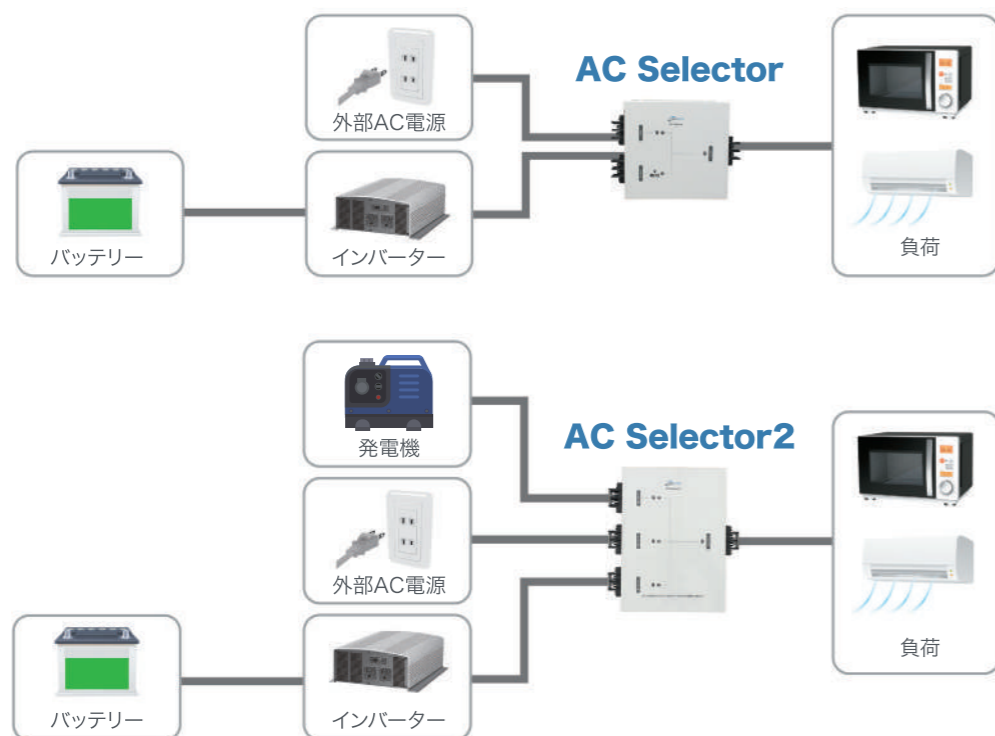 外部AC電源
AC Selector
バッテリー
インバーター
負荷
発電機
AC Selector2
外部AC電源
バッテリー
インバーター
負荷